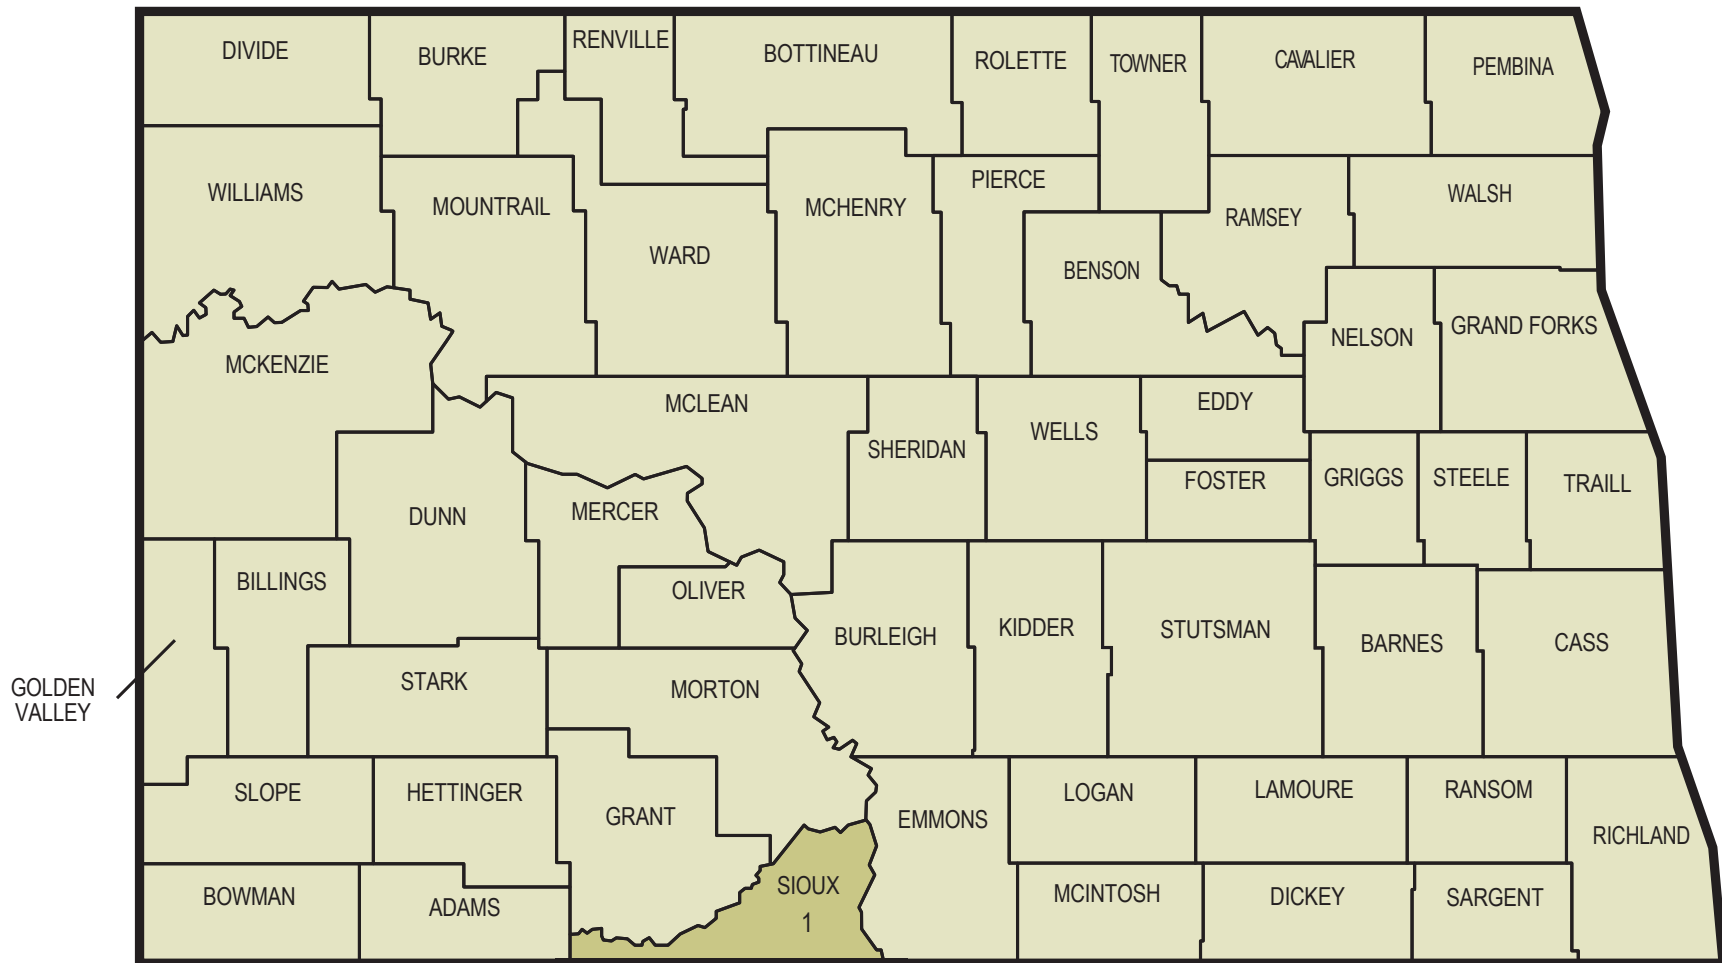 DIVIDE
BURKE
RENVILLE
BOTTINEAU
ROLETTE
TOWNER
CAVALIER
PEMBINA
WILLIAMS
MOUNTRAIL
WARD
MCHENRY
PIERCE
BENSON
RAMSEY
WALSH
MCKENZIE
NELSON
GRAND FORKS
MCLEAN
SHERIDAN
WELLS
EDDY
FOSTER
GRIGGS
STEELE
TRAILL
DUNN
MERCER
OLIVER
BILLINGS
GOLDEN
VALLEY
STARK
MORTON
BURLEIGH
KIDDER
STUTSMAN
BARNES
CASS
SLOPE
HETTINGER
GRANT
EMMONS
LOGAN
LAMOURE
RANSOM
RICHLAND
BOWMAN
ADAMS
SIOUX
1
MCINTOSH
DICKEY
SARGENT